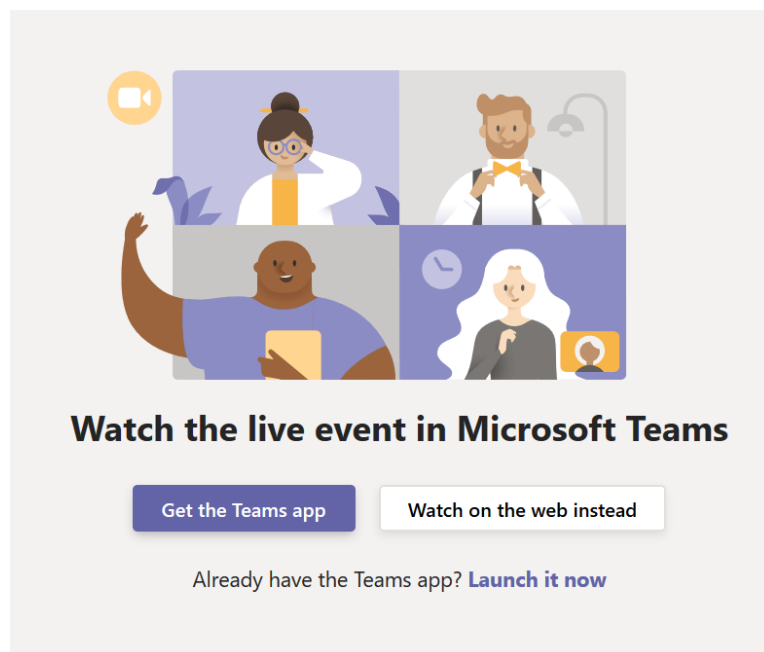 Watch the live event in Microsoft Teams
Get the Teams app
Watch on the web instead
Already have the Teams app? Launch it now